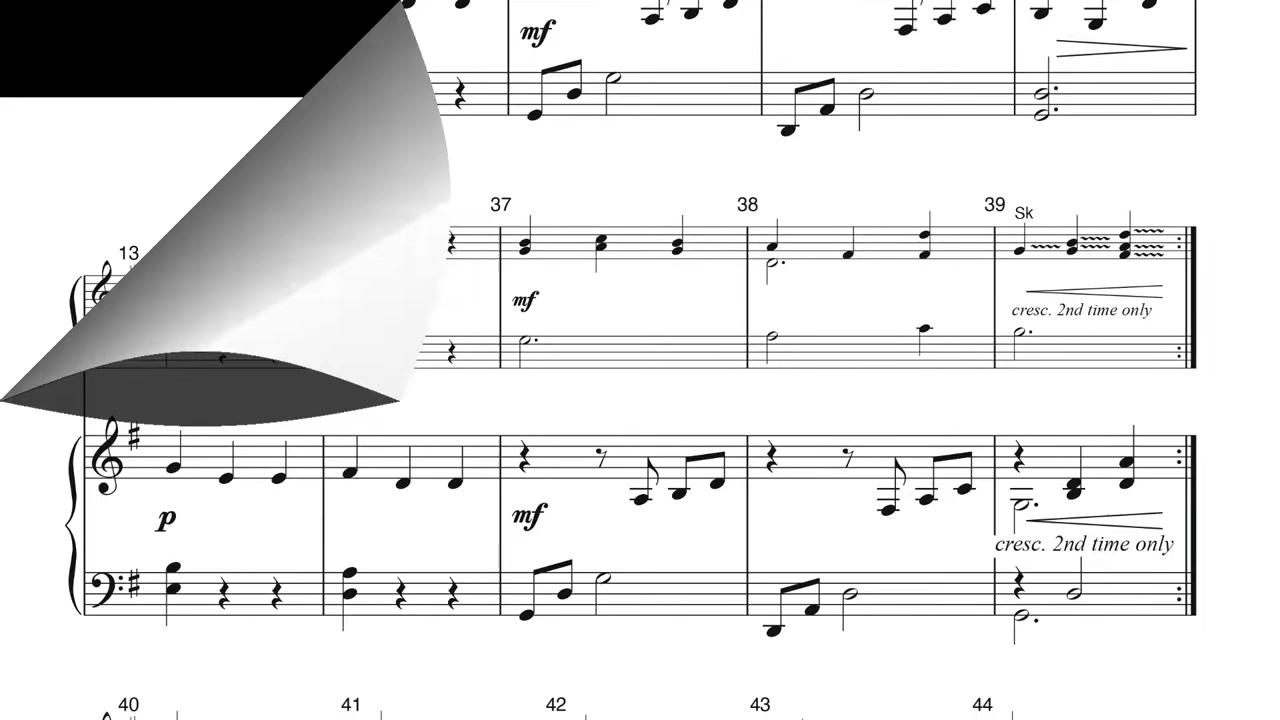 mf
37 38 39
Sk
13
mf
cresc. 2nd time only
p mf
cresc. 2nd time only
40 41 42 43 44